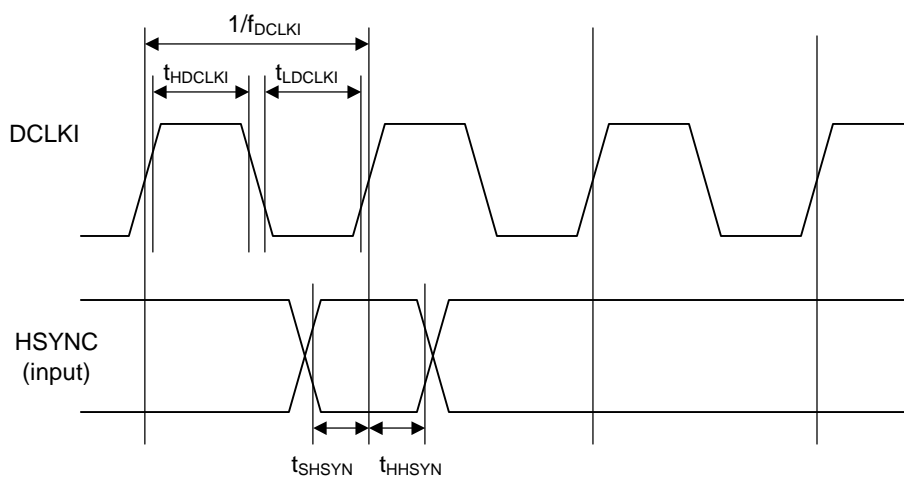 1/fDCLKI
tHDCLKI tLDCLKI
DCLKI
HSYNC
(input)
tSHSYN tHHSYN